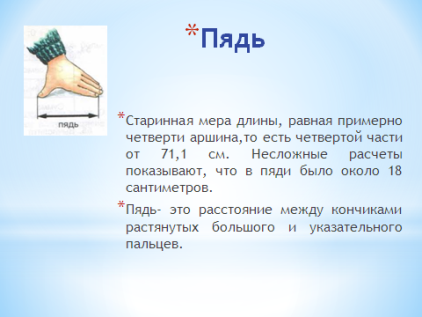 *Пядь
пядь
*Старинная мера длины, равная примерно
четверти аршина,то есть четвертой части
от 71,1 см. Несложные расчеты
показывают, что в пяди было около 18
сантиметров.
*Пядь- это расстояние между кончиками
растянутых большого и указательного
пальцев.